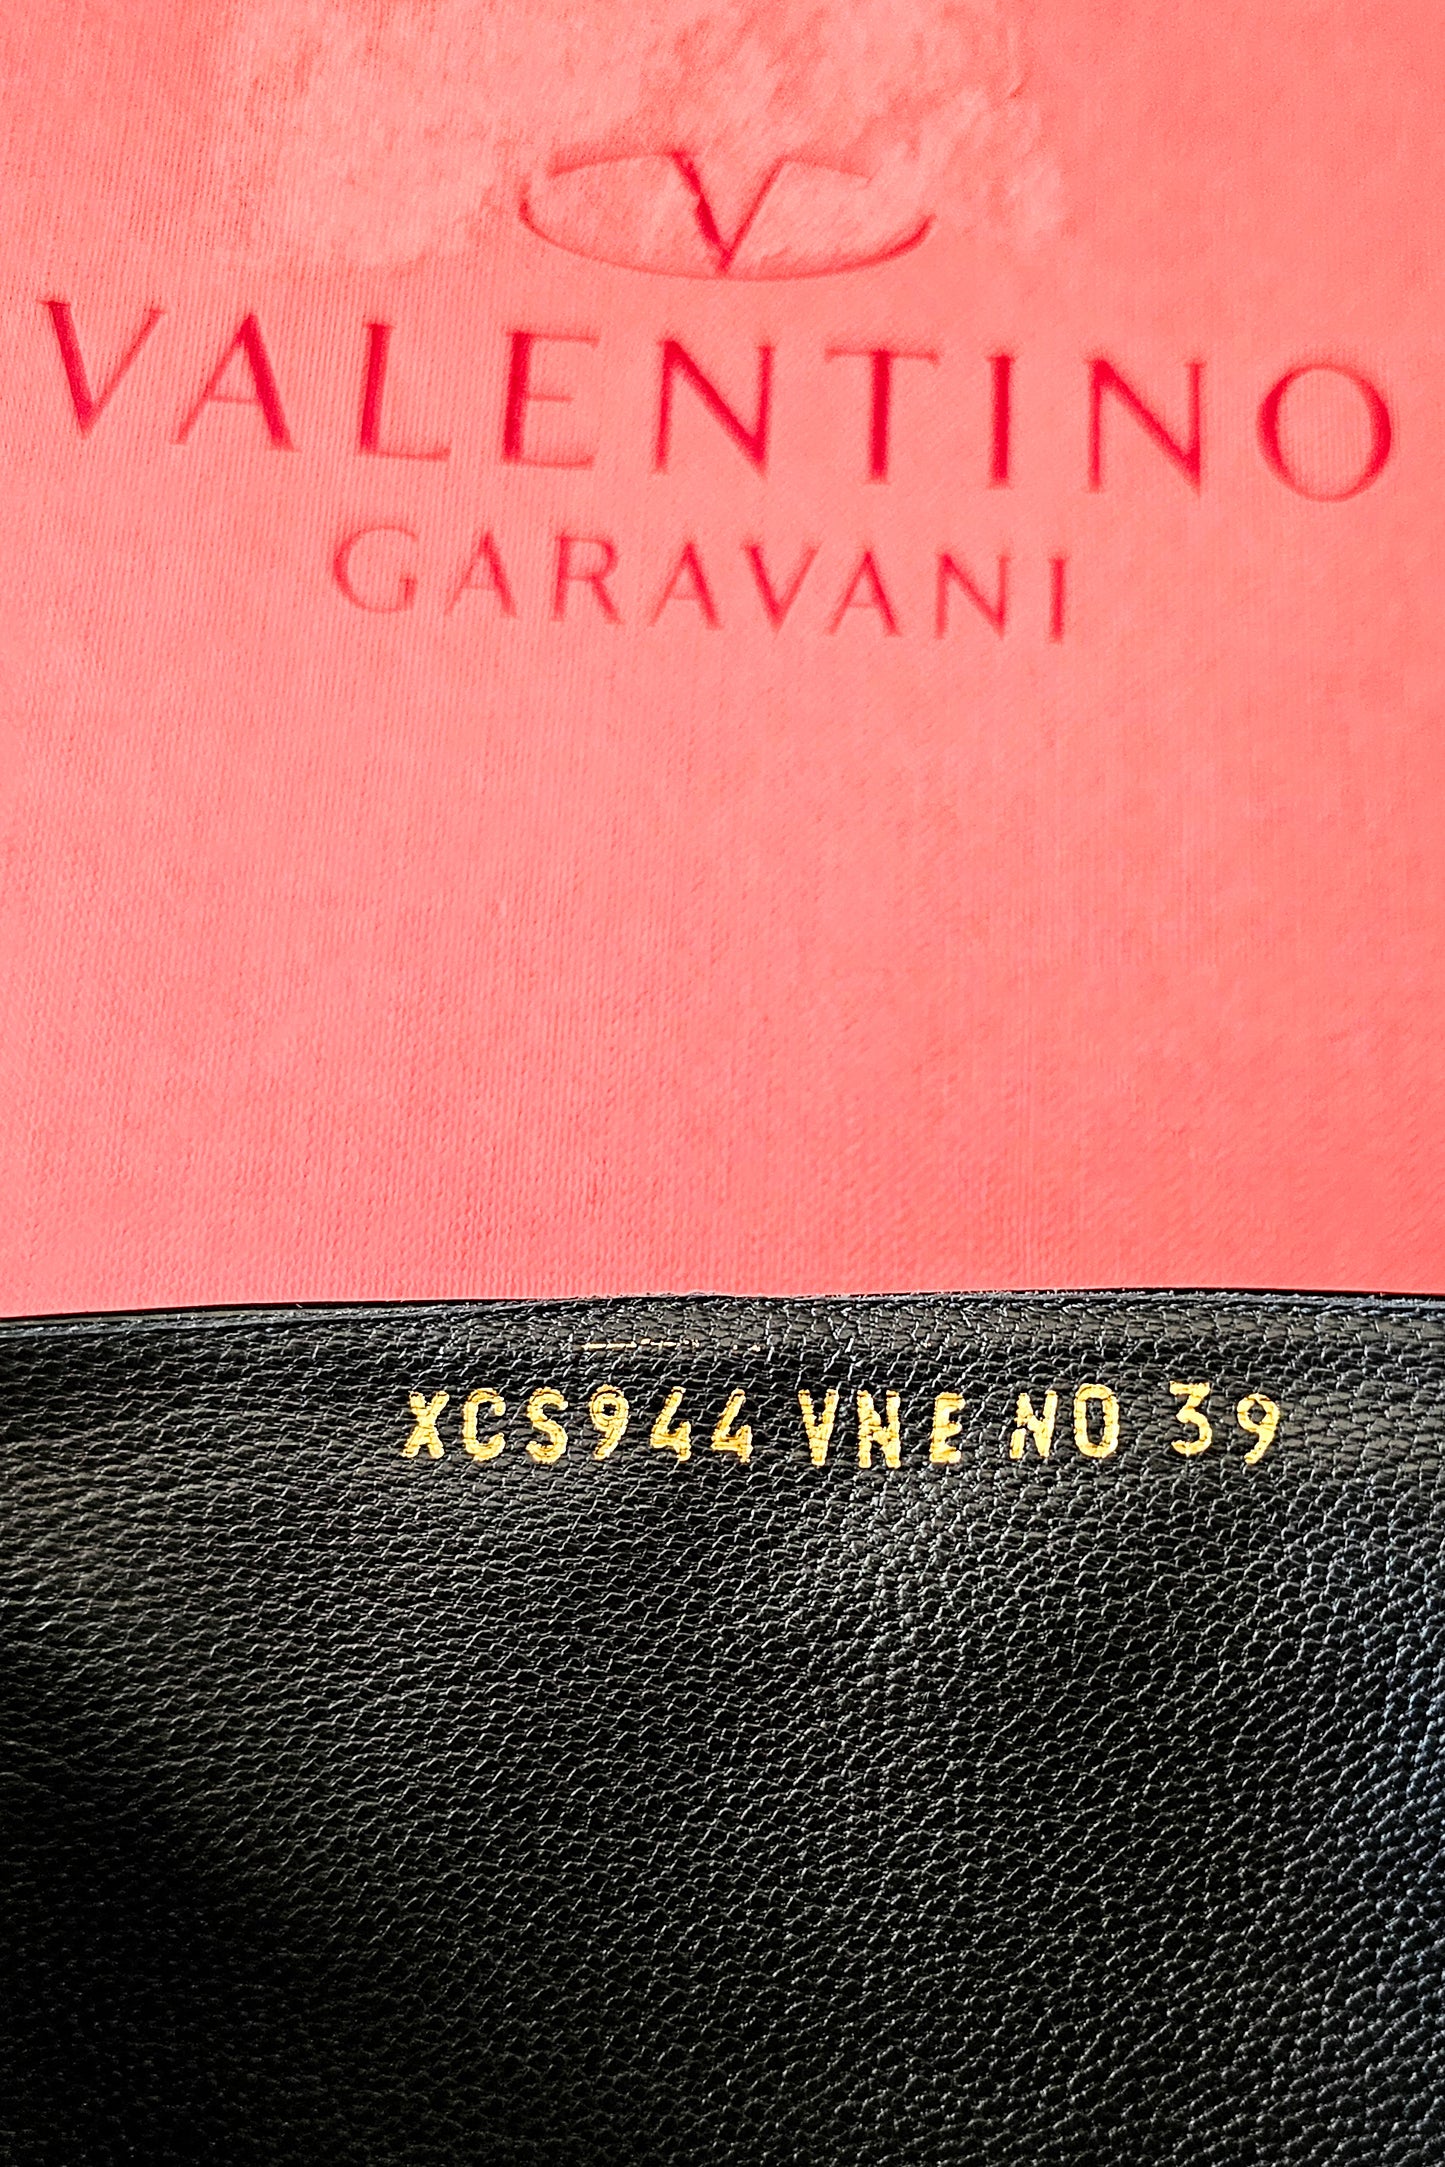 V
VALENTINO
GARAVANI
XCS944 VNE NO 39